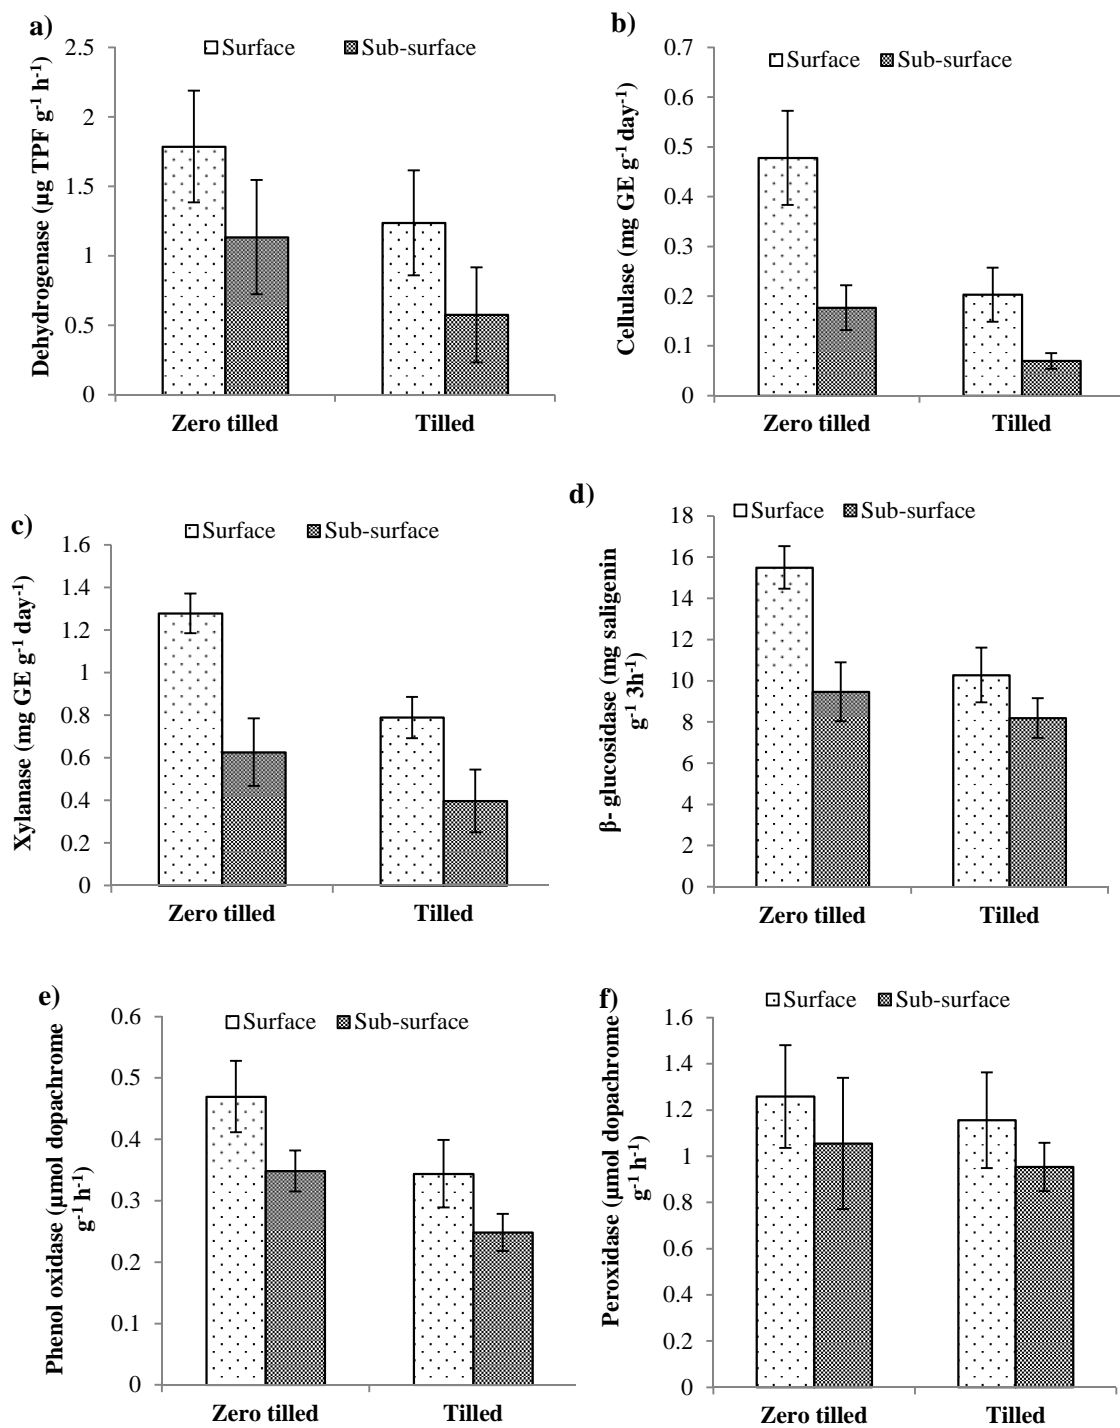 a)
Surface Sub-surface
Dehydrogenase (µg TPF g-1 h-1)
2.5
2
1.5
1
0.5
0
Zero tilled Tilled
b)
Surface Sub-surface
Cellulase (mg GE g-1 day-1)
0.7
0.6
0.5
0.4
0.3
0.2
0.1
0
Zero tilled Tilled
c)
Surface Sub-surface
Xylanase (mg GE g-1 day-1)
1.6
1.4
1.2
1
0.8
0.6
0.4
0.2
0
Zero tilled Tilled
d)
Surface Sub-surface
β- glucosidase (mg saligenin
g-1 3h-1)
18
16
14
12
10
8
6
4
2
0
Zero tilled Tilled
e)
Surface Sub-surface
Phenol oxidase (µmol dopachrome
g-1 h-1)
0.6
0.5
0.4
0.3
0.2
0.1
0
Zero tilled Tilled
f)
Surface Sub-surface
Peroxidase (µmol dopachrome
g-1 h-1)
1.6
1.4
1.2
1
0.8
0.6
0.4
0.2
0
Zero tilled Tilled